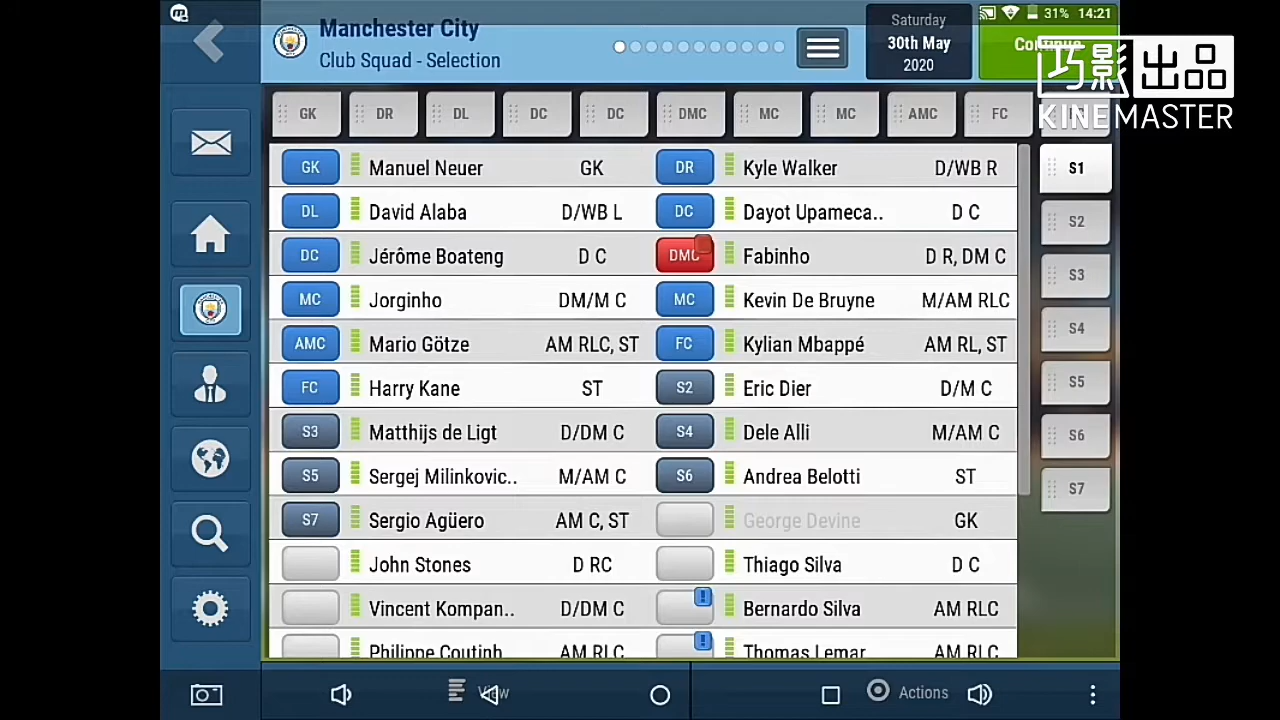 Manchester City
Club Squad - Selection
Saturday
30th May
2020
31% 14:21
Continue
巧影出品
KINEMASTER
GK DR DL DC DC DMC MC MC AMC FC
GK Manuel Neuer GK DR Kyle Walker D/WB R
DL David Alaba D/WB L DC Dayot Upameca.. D C
DC Jérôme Boateng D C DMC Fabinho D R, DM C
MC Jorginho DM/M C MC Kevin De Bruyne M/AM RLC
AMC Mario Götze AM RLC, ST FC Kylian Mbappé AM RL, ST
FC Harry Kane ST S2 Eric Dier D/M C
S3 Matthijs de Ligt D/DM C S4 Dele Alli M/AM C
S5 Sergej Milinkovic.. M/AM C S6 Andrea Belotti ST
S7 Sergio Agüero AM C, ST George Devine GK
John Stones D RC Thiago Silva D C
Vincent Kompan.. D/DM C ! Bernardo Silva AM RLC
Philippe Coutinh AM RLC ! Thomas Lemar AM RLC
S1
S2
S3
S4
S5
S6
S7
View
Actions